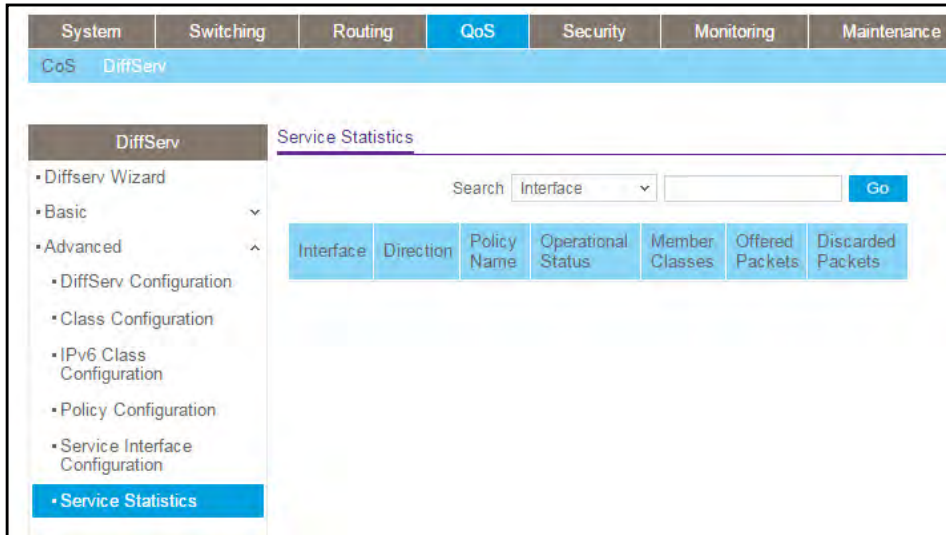 System Switching Routing QoS Security Monitoring Maintenance
CoS DiffServ
DiffServ
Diffserv Wizard
Basic
Advanced
DiffServ Configuration
Class Configuration
IPv6 Class
Configuration
Policy Configuration
Service Interface
Configuration
Service Statistics
Service Statistics
Search Interface Go
Interface Direction Policy Name Operational Status Member Classes Offered Packets Discarded Packets